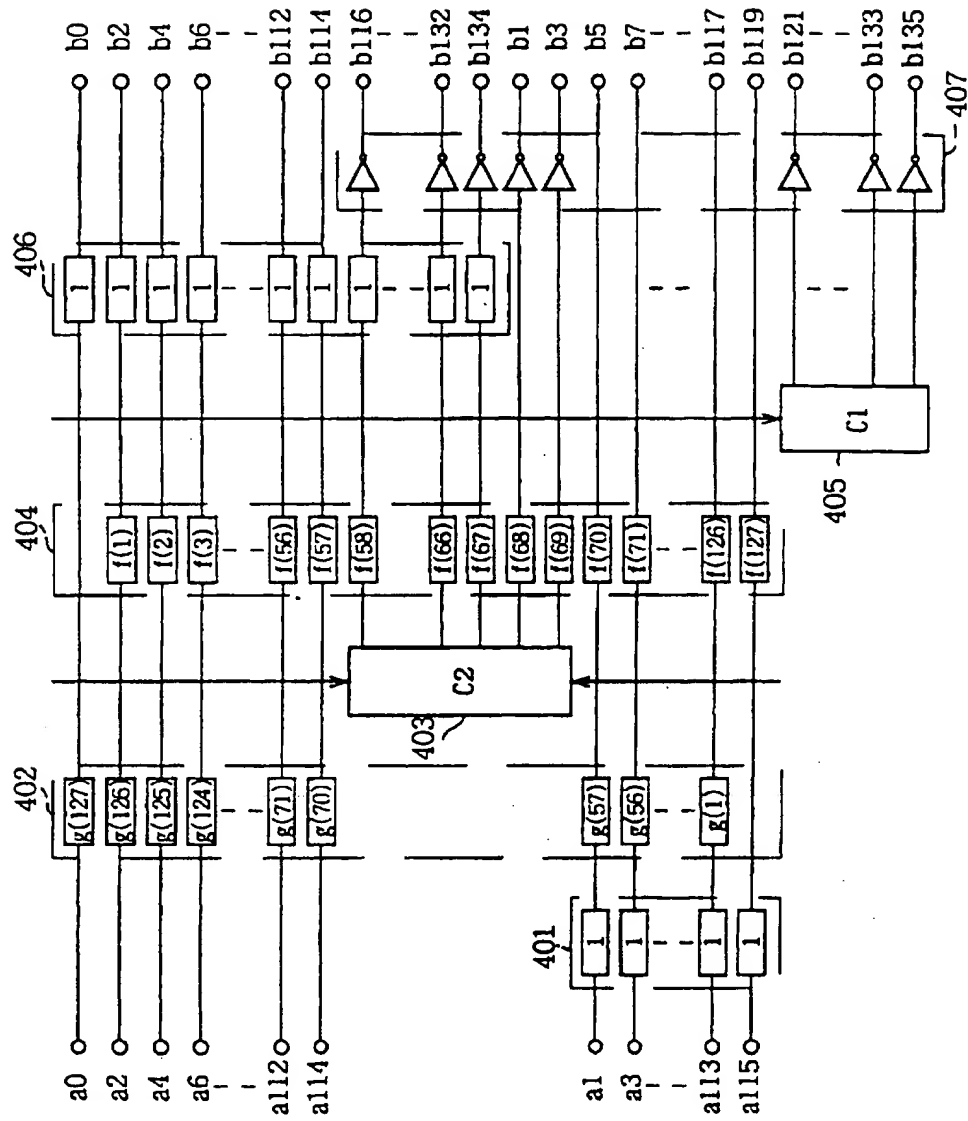 402 404 406
a0 g(127) 1 b0
a2 g(126) f(1) 1 b2
a4 g(125) f(2) 1 b4
a6 g(124) f(3) 1 b6
a112 g(71) f(56) 1 b112
a114 g(70) f(57) 1 b114
f(58) 1 b116
C2
403
f(66) 1 b132
f(67) 1 b134
f(68) b1
f(69) b3
401
a1 1 g(57) f(70) b5
a3 1 g(56) f(71) b7
a113 1 g(1) f(126) b117
a115 1 f(127) b119
405
C1
b121
b133
b135
407